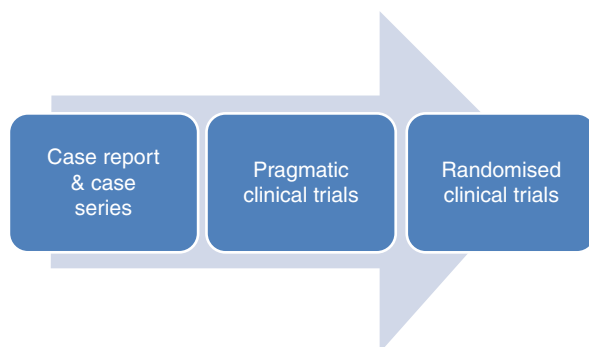 Case report
& case
series
Pragmatic
clinical trials
Randomised
clinical trials